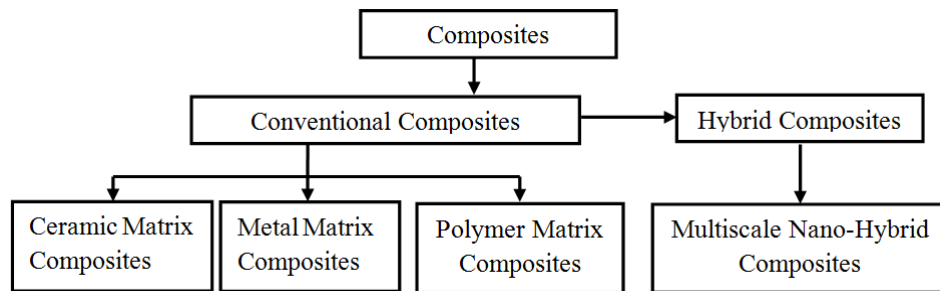 Composites
Conventional Composites
Hybrid Composites
Ceramic Matrix
Composites
Metal Matrix
Composites
Polymer Matrix
Composites
Multiscale Nano-Hybrid
Composites